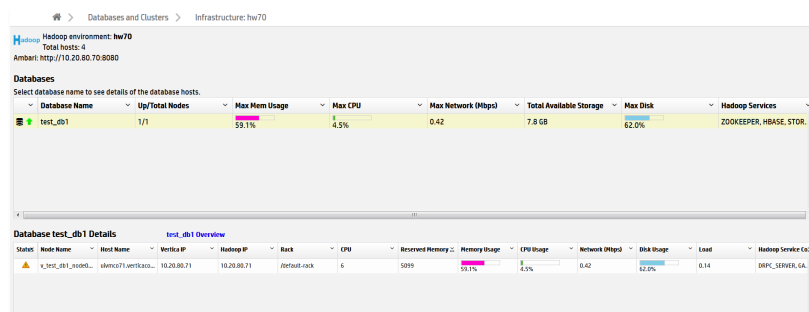 > Databases and Clusters > Infrastructure: hw70
Hadoop Hadoop environment: hw70
Total hosts: 4
Ambari: http://10.20.80.70:8080
Databases
Select database name to see details of the database hosts.
Database Name Up/Total Nodes Max Mem Usage Max CPU Max Network (Mbps) Total Available Storage Max Disk Hadoop Services
test_db1 1/1 59.1% 4.5% 0.42 7.8 GB 62.0% ZOOKEEPER, HBASE, STOR.
Database test_db1 Details test_db1 Overview
Status Node Name Host Name Vertica IP Hadoop IP Rack CPU Reserved Memory Memory Usage CPU Usage Network (Mbps) Disk Usage Load Hadoop Service Co
v_test_db1_node0... uivmco71.verticaco... 10.20.80.71 10.20.80.71 /default-rack 6 5099 59.1% 4.5% 0.42 62.0% 0.14 DRPC_SERVER, GA.